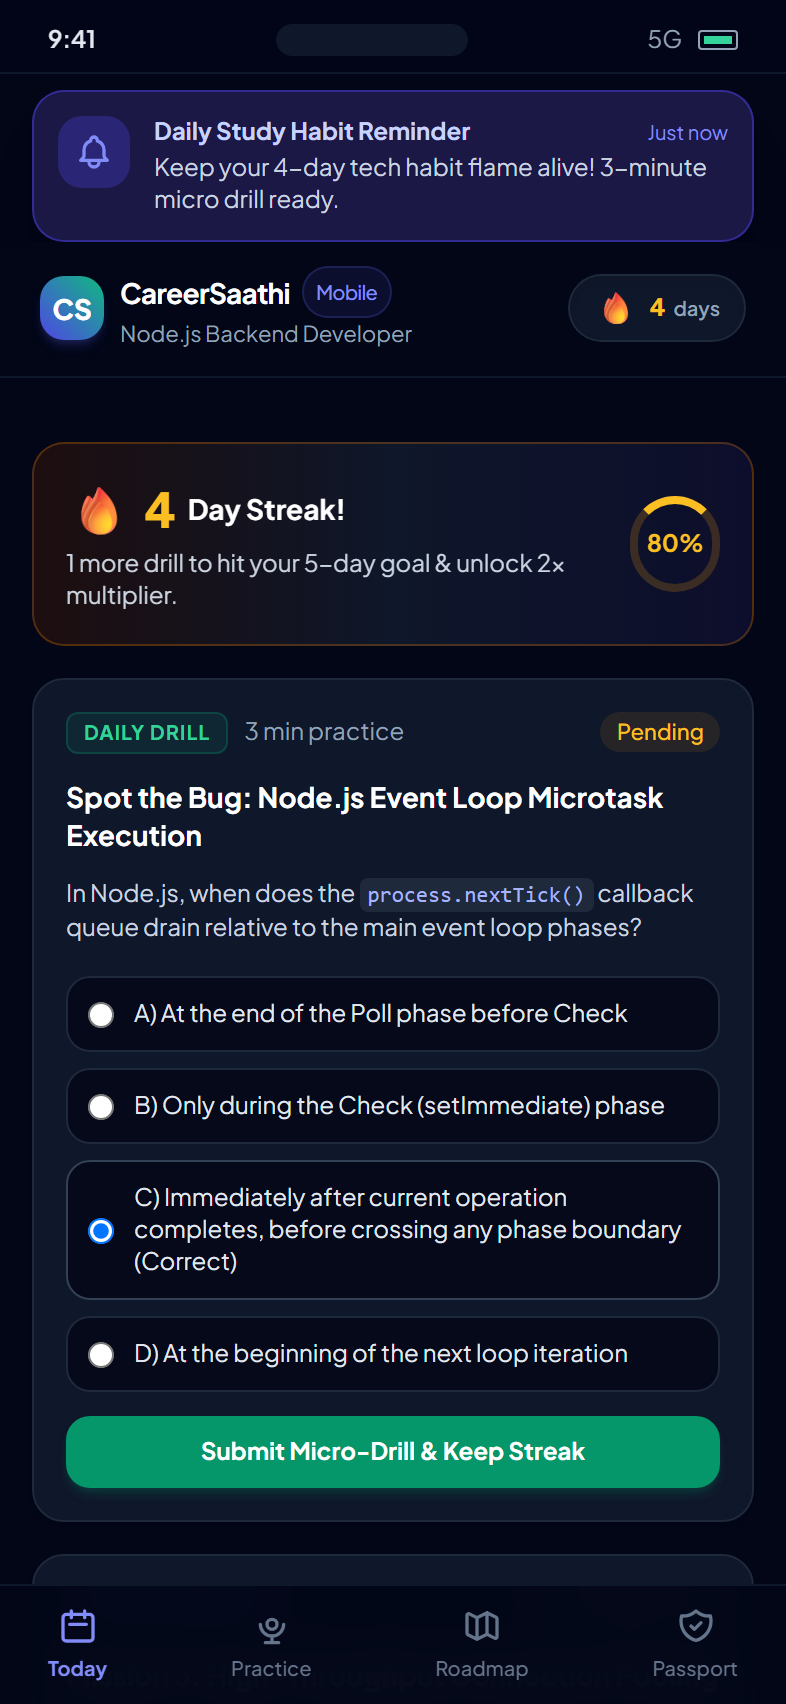 9:41
5G
Daily Study Habit Reminder
Just now
Keep your 4-day tech habit flame alive! 3-minute
micro drill ready.
CS
CareerSaathi
Mobile
Node.js Backend Developer
4 days
4 Day Streak!
1 more drill to hit your 5-day goal & unlock 2x
multiplier.
80%
DAILY DRILL
3 min practice
Pending
Spot the Bug: Node.js Event Loop Microtask
Execution
In Node.js, when does the process.nextTick() callback
queue drain relative to the main event loop phases?
A) At the end of the Poll phase before Check
B) Only during the Check (setImmediate) phase
C) Immediately after current operation
completes, before crossing any phase boundary
(Correct)
D) At the beginning of the next loop iteration
Submit Micro-Drill & Keep Streak
Today
Practice
Roadmap
Passport